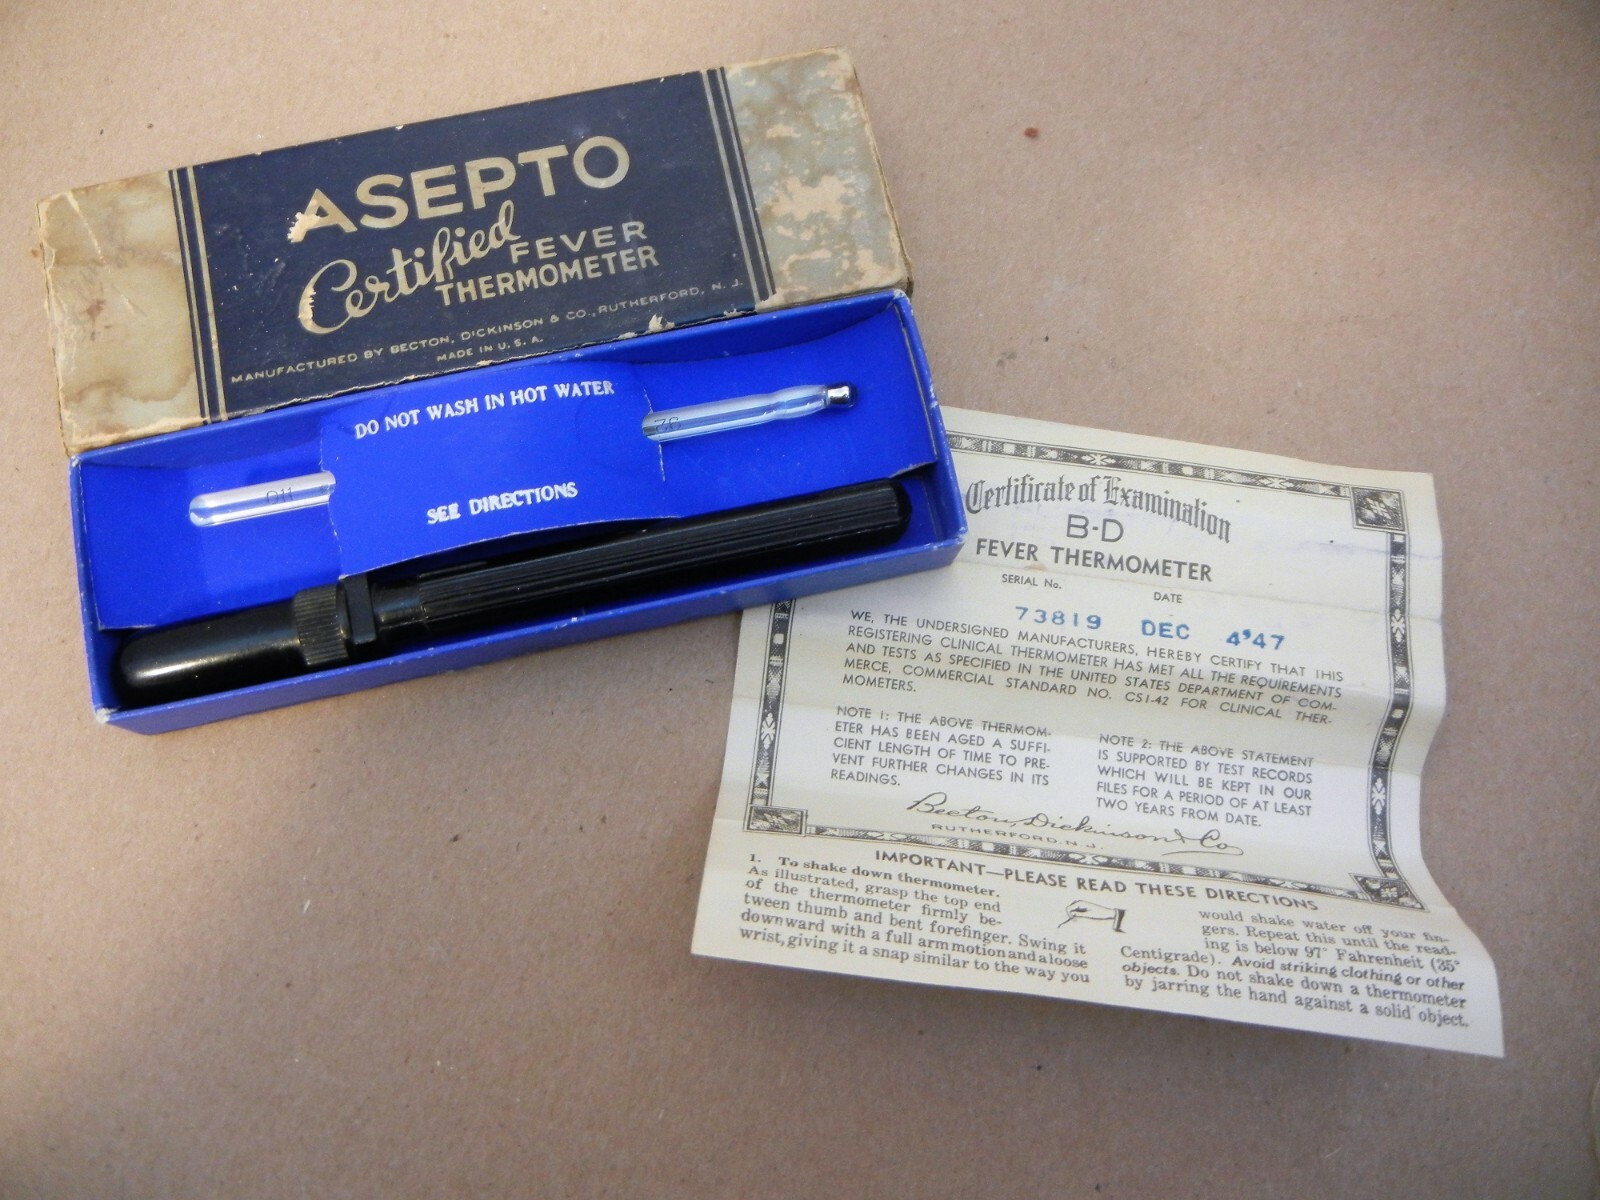 ASEPTO
Certified
FEVER
THERMOMETER
MANUFACTURED BY BECTON, DICKINSON & CO., RUTHERFORD, N. J.
MADE IN U. S. A.
DO NOT WASH IN HOT WATER
SEE DIRECTIONS
Certificate of Examination
B-D
FEVER THERMOMETER
SERIAL No. DATE
73819 DEC 4'47
WE, THE UNDERSIGNED MANUFACTURERS, HEREBY CERTIFY THAT THIS
REGISTERING CLINICAL THERMOMETER HAS MET ALL THE REQUIREMENTS
AND TESTS AS SPECIFIED IN THE UNITED STATES DEPARTMENT OF COM-
MERCE, COMMERCIAL STANDARD NO. CS1-42 FOR CLINICAL THER-
MOMETERS.
NOTE 1: THE ABOVE THERMOM-
ETER HAS BEEN AGED A SUFFI-
CIENT LENGTH OF TIME TO PRE-
VENT FURTHER CHANGES IN ITS
READINGS.
NOTE 2: THE ABOVE STATEMENT
IS SUPPORTED BY TEST RECORDS
WHICH WILL BE KEPT IN OUR
FILES FOR A PERIOD OF AT LEAST
TWO YEARS FROM DATE.
Becton, Dickinson & Co
RUTHERFORD, N. J.
IMPORTANT—PLEASE READ THESE DIRECTIONS
1. To shake down thermometer.
As illustrated, grasp the top end
of the thermometer firmly be-
tween thumb and bent forefinger. Swing it
downward with a full arm motion and a loose
wrist, giving it a snap similar to the way you
would shake water off your fin-
gers. Repeat this until the read-
ing is below 97° Fahrenheit (35°
Centigrade). Avoid striking clothing or other
objects. Do not shake down a thermometer
by jarring the hand against a solid object.